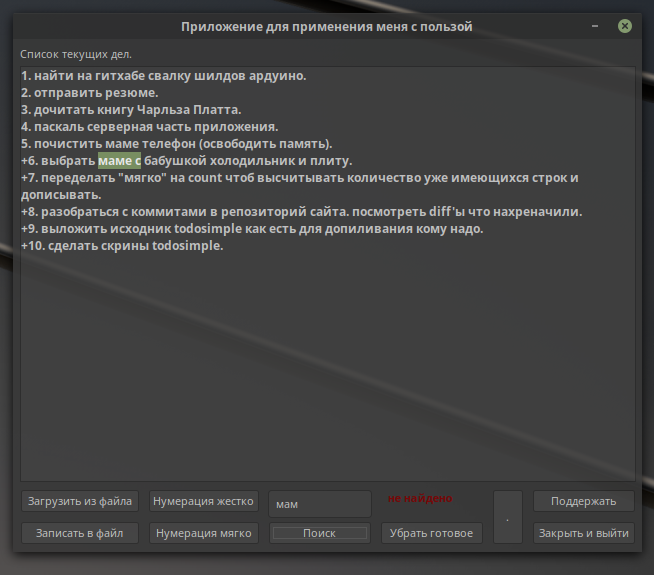 Приложение для применения меня с пользой
Список текущих дел.
1. найти на гитхабе свалку шилдов ардуино.
2. отправить резюме.
3. дочитать книгу Чарльза Платта.
4. паскаль серверная часть приложения.
5. почистить маме телефон (освободить память).
+6. выбрать маме с бабушкой холодильник и плиту.
+7. переделать "мягко" на count чтоб высчитывать количество уже имеющихся строк и
дописывать.
+8. разобраться с коммитами в репозиторий сайта. посмотреть diff'ы что нахреначили.
+9. выложить исходник todosimple как есть для допиливания кому надо.
+10. сделать скрины todosimple.
Загрузить из файла
Нумерация жестко
мам
не найдено
.
Поддержать
Записать в файл
Нумерация мягко
Поиск
Убрать готовое
Закрыть и выйти